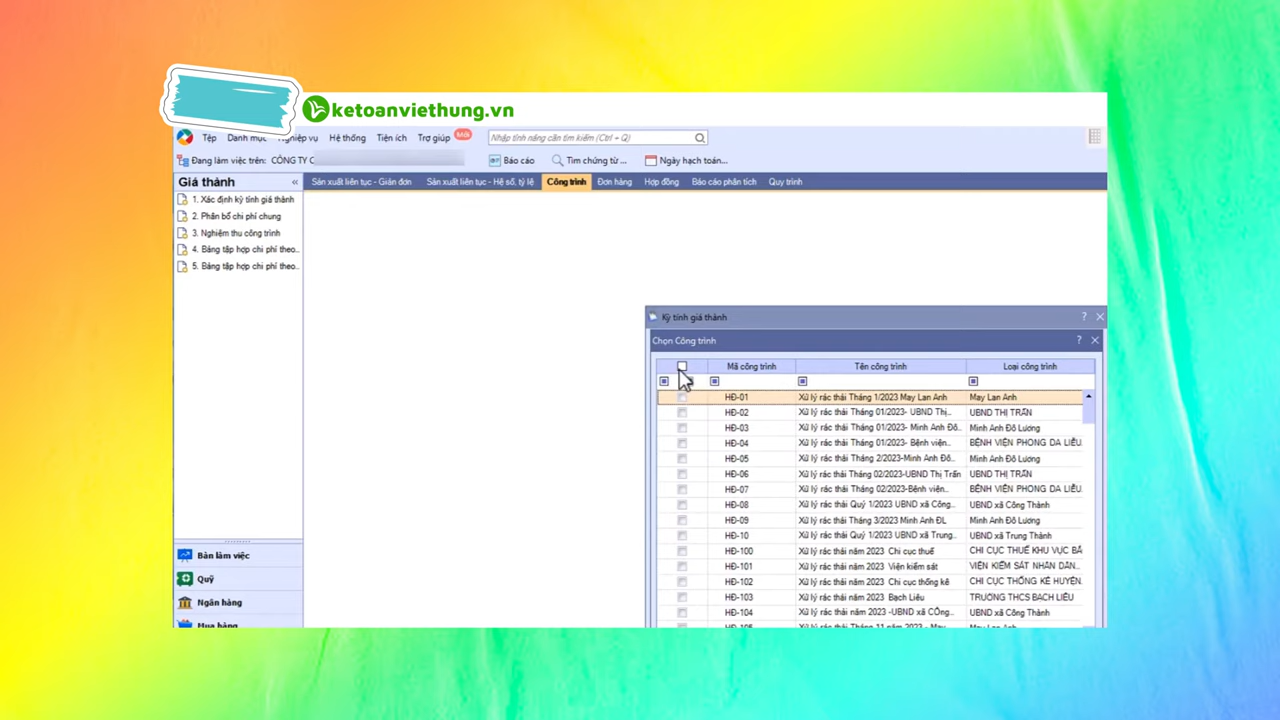 ketoanviethung.vn
Tệp Danh mục Nghiệp vụ Hệ thống Tiện ích Trợ giúp Mới Nhập tính năng cần tìm kiếm (Ctrl + Q)
Đang làm việc trên: CÔNG TY C Báo cáo Tìm chứng từ ... Ngày hạch toán...
Giá thành « Sản xuất liên tục - Giản đơn Sản xuất liên tục - Hệ số, tỷ lệ Công trình Đơn hàng Hợp đồng Báo cáo phân tích Quy trình
1. Xác định kỳ tính giá thành
2. Phân bổ chi phí chung
3. Nghiệm thu công trình
4. Bảng tập hợp chi phí theo..
5. Bảng tập hợp chi phí theo..
Bàn làm việc
Quỹ
Ngân hàng
Mua hàng
Kỳ tính giá thành ?
Chọn Công trình ?
Mã công trình Tên công trình Loại công trình
HĐ-01 Xử lý rác thải Tháng 1/2023 May Lan Anh May Lan Anh
HĐ-02 Xử lý rác thải Tháng 01/2023- UBND Thị... UBND THỊ TRẤN
HĐ-03 Xử lý rác thải Tháng 01/2023- Minh Anh Đô.. Minh Anh Đô Lương
HĐ-04 Xử lý rác thải Tháng 01/2023- Bệnh viện... BỆNH VIỆN PHONG DA LIỄU.
HĐ-05 Xử lý rác thải Tháng 2/2023-Minh Anh Đô... Minh Anh Đô Lương
HĐ-06 Xử lý rác thải Tháng 02/2023-UBND Thị Trấn UBND THỊ TRẤN
HĐ-07 Xử lý rác thải Tháng 02/2023-Bệnh viên... BỆNH VIỆN PHONG DA LIỄU.
HĐ-08 Xử lý rác thải Quý 1/2023 UBND xã Công... UBND xã Công Thành
HĐ-09 Xử lý rác thải Tháng 3/2023 Minh Anh ĐL Minh Anh Đô Lương
HĐ-10 Xử lý rác thải Quý 1/2023 UBND xã Trung... UBND xã Trung Thành
HĐ-100 Xử lý rác thải năm 2023 Chi cục thuế CHI CỤC THUẾ KHU VỰC BẮ
HĐ-101 Xử lý rác thải năm 2023 Viện kiểm sát VIỆN KIỂM SÁT NHÂN DÂN...
HĐ-102 Xử lý rác thải năm 2023 Chi cục thống kê CHI CỤC THỐNG KÊ HUYỆN.
HĐ-103 Xử lý rác thải năm 2023 Bạch Liêu TRƯỜNG THCS BẠCH LIÊU
HĐ-104 Xử lý rác thải năm 2023 -UBND xã CÔng... UBND xã Công Thành
HĐ-105 Xử lý rác thải Tháng 11 năm 2023 - May... May Lan Anh